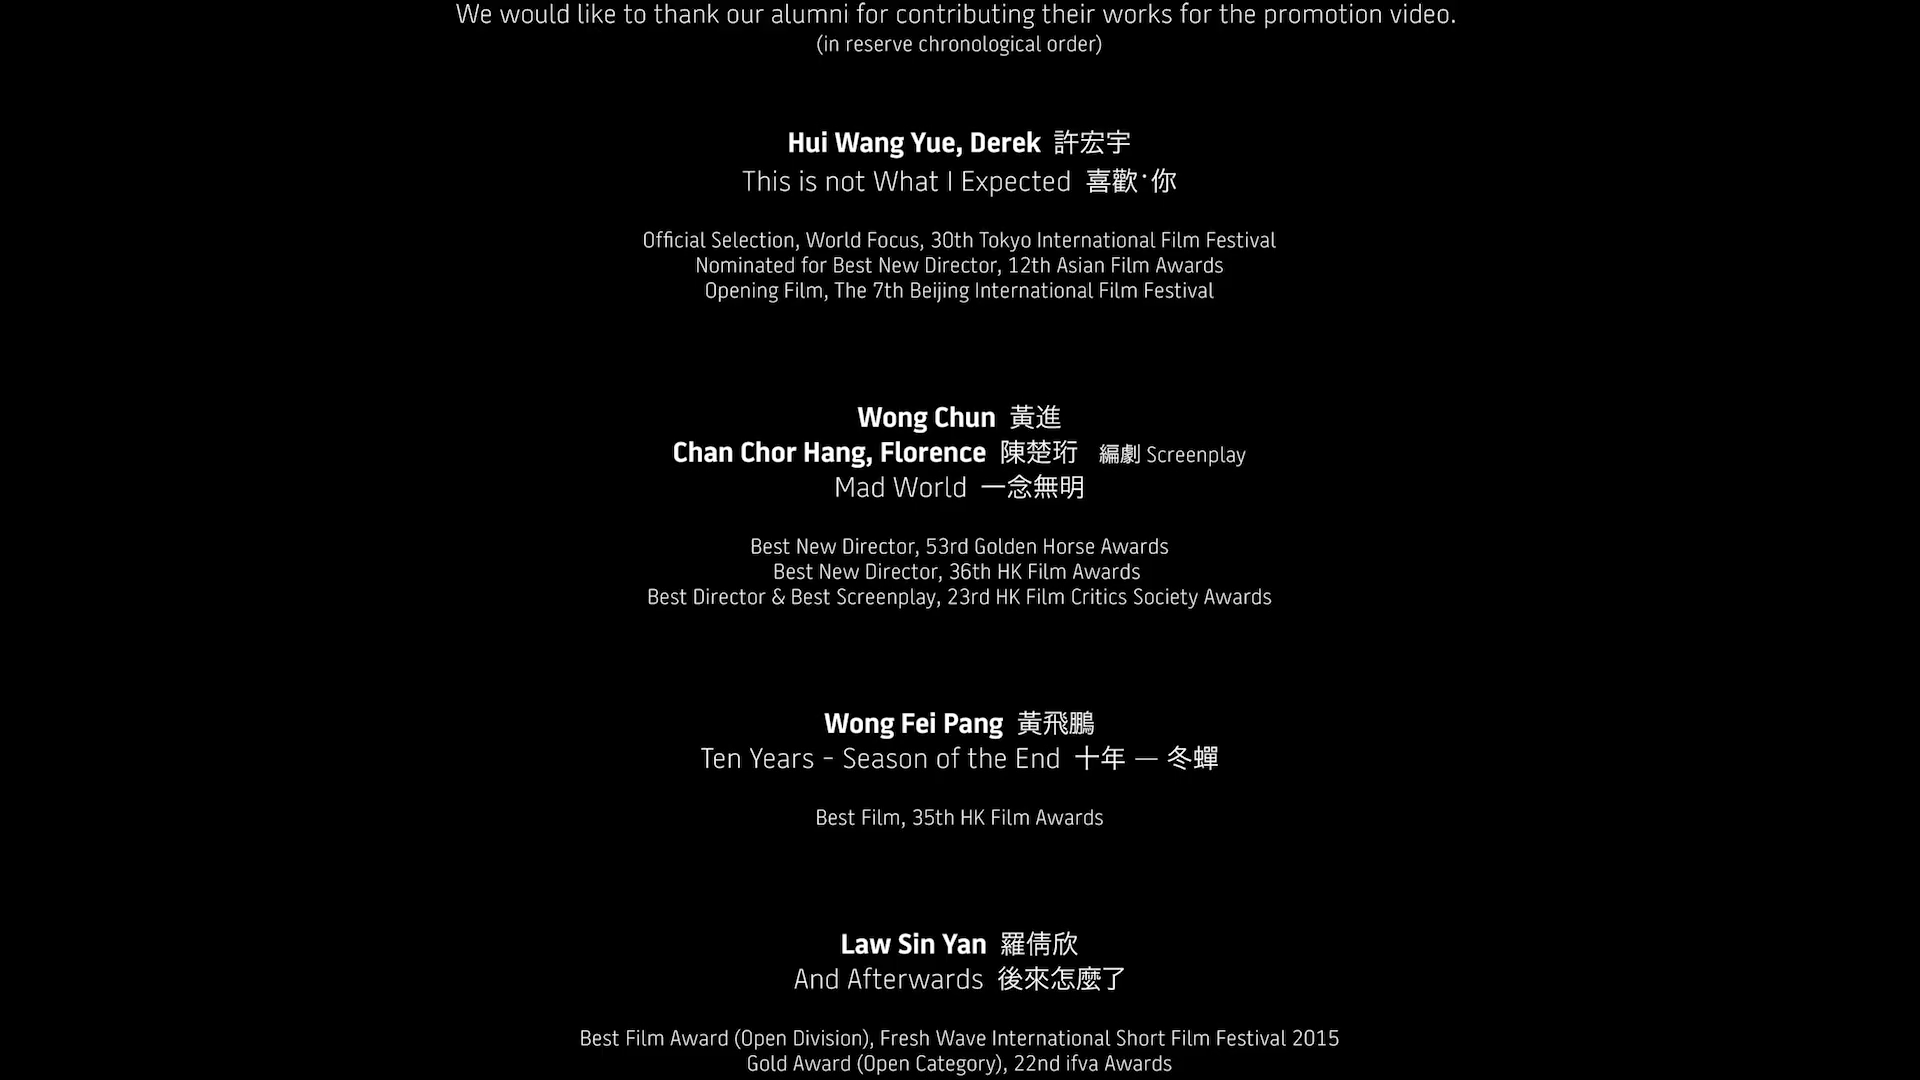 We would like to thank our alumni for contributing their works for the promotion video.
(in reserve chronological order)
Hui Wang Yue, Derek 許宏宇
This is not What I Expected 喜歡·你
Official Selection, World Focus, 30th Tokyo International Film Festival
Nominated for Best New Director, 12th Asian Film Awards
Opening Film, The 7th Beijing International Film Festival
Wong Chun 黃進
Chan Chor Hang, Florence 陳楚珩 編劇 Screenplay
Mad World 一念無明
Best New Director, 53rd Golden Horse Awards
Best New Director, 36th HK Film Awards
Best Director & Best Screenplay, 23rd HK Film Critics Society Awards
Wong Fei Pang 黃飛鵬
Ten Years - Season of the End 十年 — 冬蟬
Best Film, 35th HK Film Awards
Law Sin Yan 羅倩欣
And Afterwards 後來怎麼了
Best Film Award (Open Division), Fresh Wave International Short Film Festival 2015
Gold Award (Open Category), 22nd ifva Awards